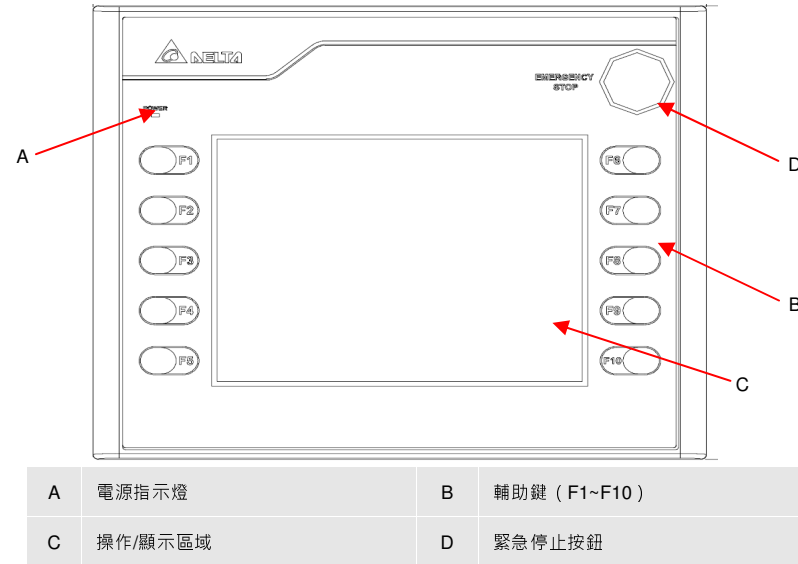 DELTA
EMERGENCY
STOP
POWER
A
D
F1
F6
F2
F7
F3
F8
B
F4
F9
F5
F10
C
A 電源指示燈 B 輔助鍵（F1~F10）
C 操作/顯示區域 D 緊急停止按鈕